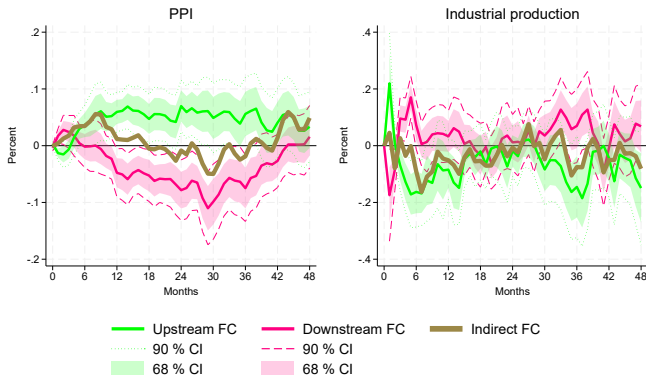 PPI
.2
.1
0
-.1
-.2
Percent
0 6 12 18 24 30 36 42 48
Months
Industrial production
.4
.2
0
-.2
-.4
Percent
0 6 12 18 24 30 36 42 48
Months
Upstream FC Downstream FC Indirect FC
90 % CI 90 % CI
68 % CI 68 % CI